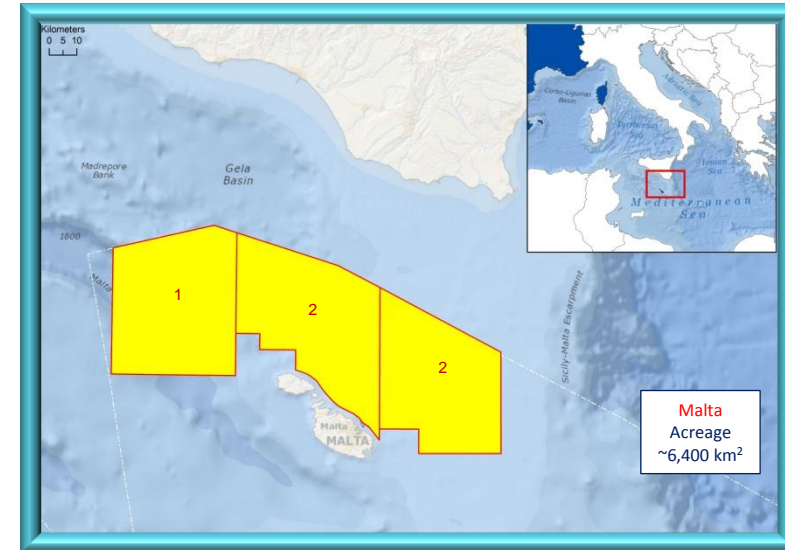 Kilometers
0 5 10
Corso-Ligurian
Basin
Adriatic Sea
Tyrrhenian
Sea
Ionian
Sea
Mediterranean
Sea
Madrepore
Bank
Gela
Basin
1800
Malta
1
2
2
Sicily-Malta Escarpment
Malta
MALTA
Malta
Acreage
~6,400 km²